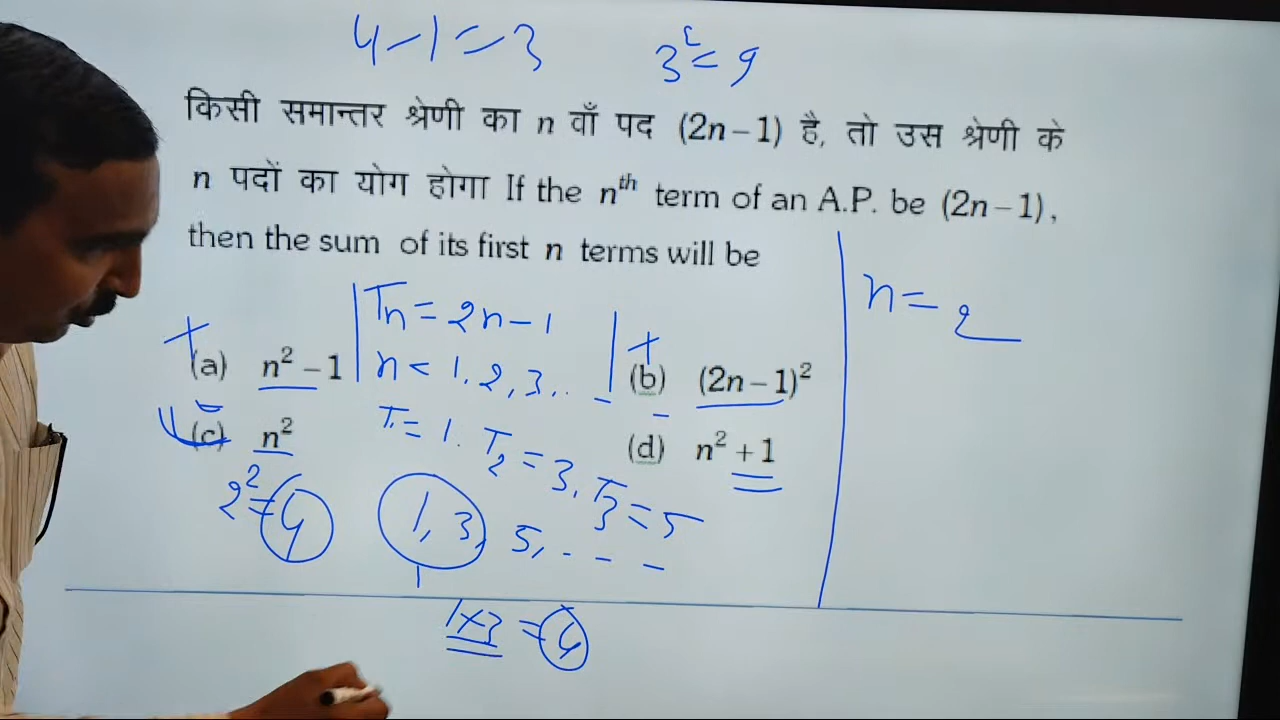 4-1=3 3²=9
किसी समान्तर श्रेणी का n वाँ पद (2n-1) है, तो उस श्रेणी के
n पदों का योग होगा If the nᵗʰ term of an A.P. be (2n-1),
then the sum of its first n terms will be
n=2
Tn=2n-1
(a) n²-1 n< 1,2,3,.. (b) (2n-1)²
(c) n² T₁=1. T₂=3, T₃=5 (d) n²+1
2²=4 1, 3, 5, - - -
1×3=4